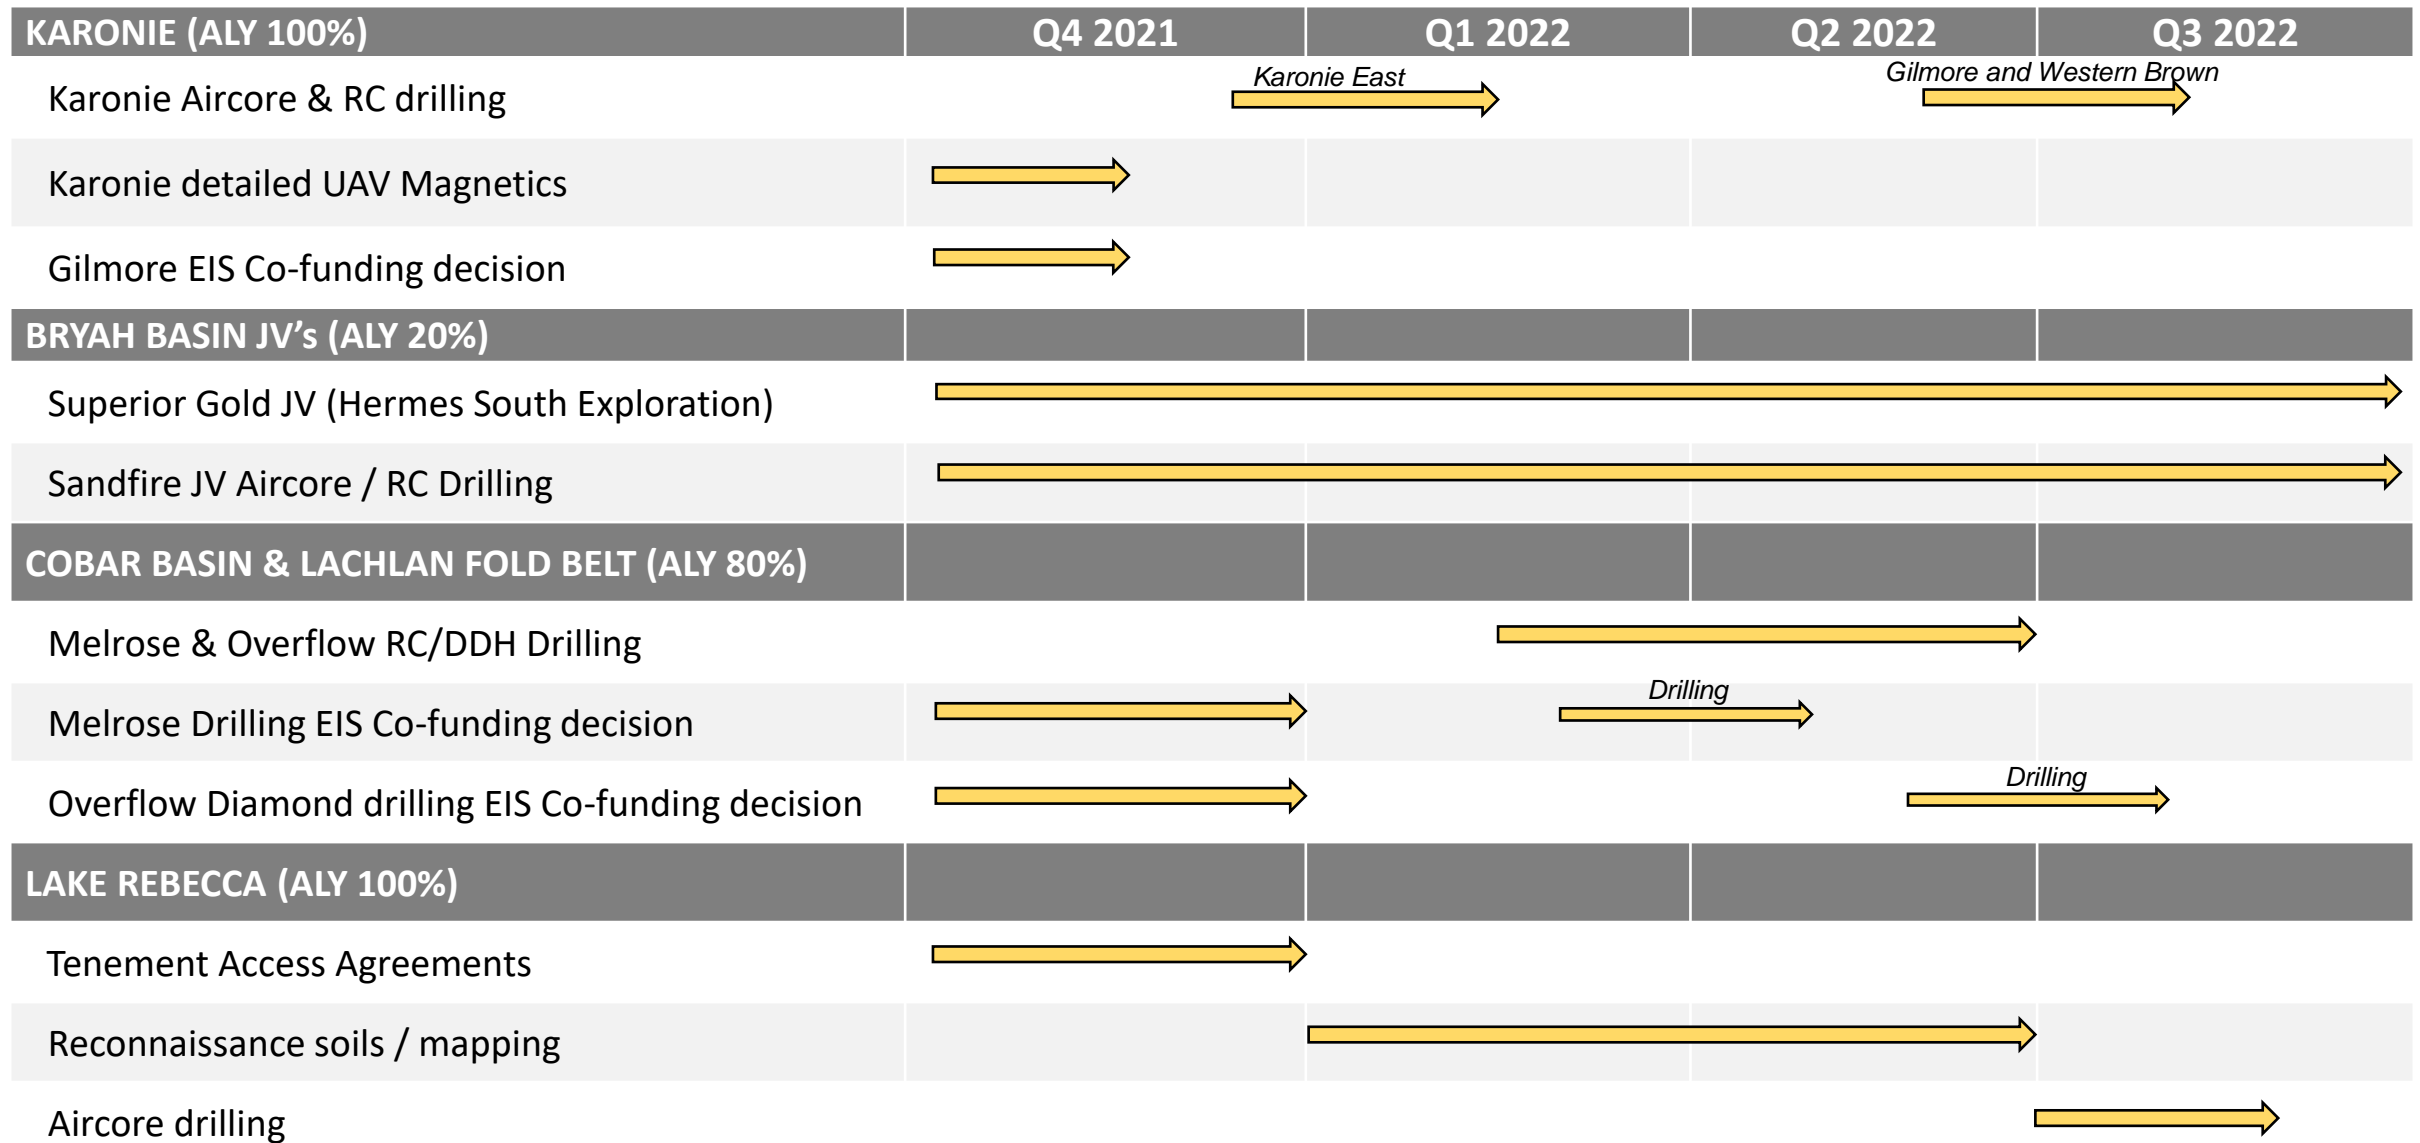 KARONIE (ALY 100%) Q4 2021 Q1 2022 Q2 2022 Q3 2022
Karonie Aircore & RC drilling Karonie East Gilmore and Western Brown
Karonie detailed UAV Magnetics
Gilmore EIS Co-funding decision
BRYAH BASIN JV’s (ALY 20%)
Superior Gold JV (Hermes South Exploration)
Sandfire JV Aircore / RC Drilling
COBAR BASIN & LACHLAN FOLD BELT (ALY 80%)
Melrose & Overflow RC/DDH Drilling
Melrose Drilling EIS Co-funding decision Drilling
Overflow Diamond drilling EIS Co-funding decision Drilling
LAKE REBECCA (ALY 100%)
Tenement Access Agreements
Reconnaissance soils / mapping
Aircore drilling